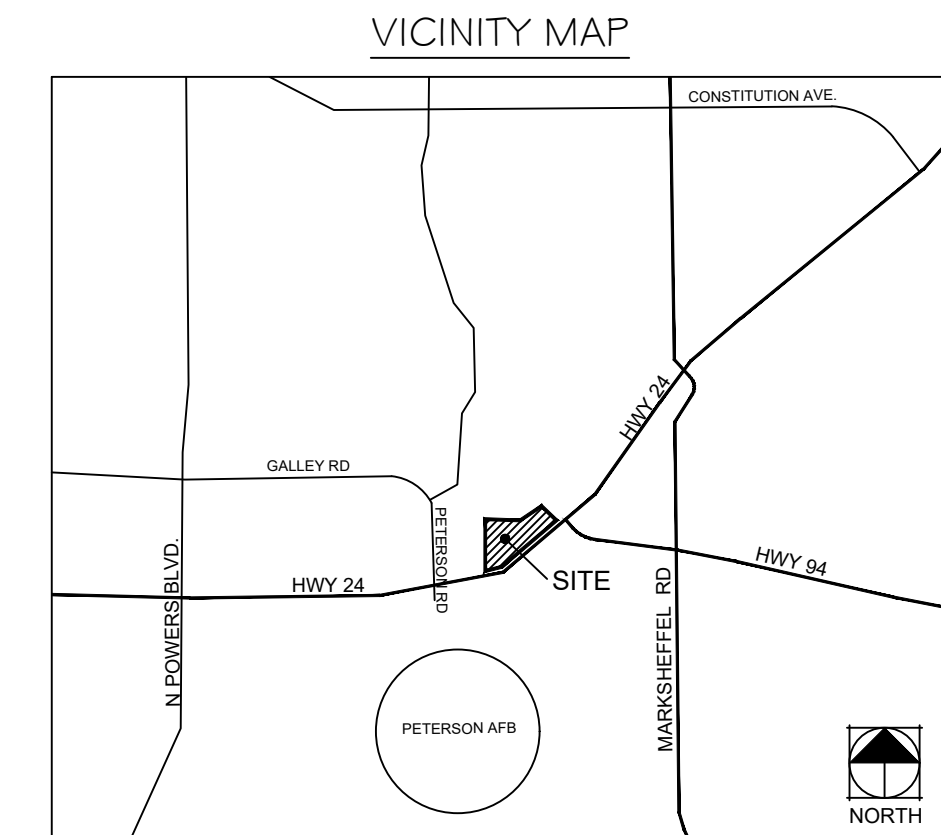 VICINITY MAP
CONSTITUTION AVE.
HWY 24
GALLEY RD
PETERSON RD
HWY 24
SITE
HWY 94
N POWERS BLVD.
MARKSHEFFEL RD
PETERSON AFB
NORTH